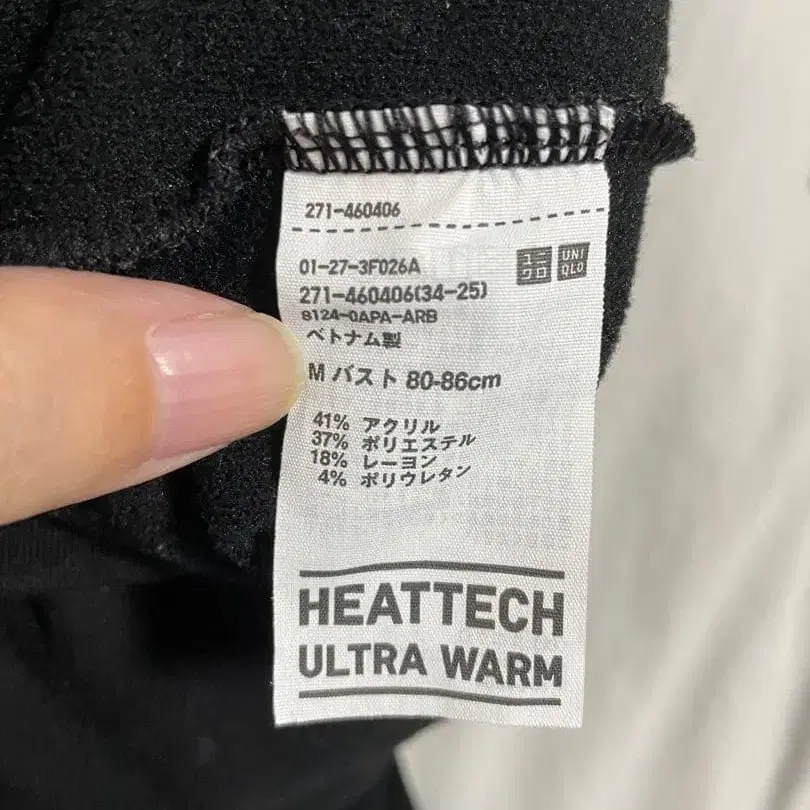 271-460406
01-27-3F026A
ユニクロ
UNIQLO
271-460406(34-25)
8124-0APA-ARB
ベトナム製
M バスト 80-86cm
41% アクリル
37% ポリエステル
18% レーヨン
4% ポリウレタン
HEATTECH
ULTRA WARM